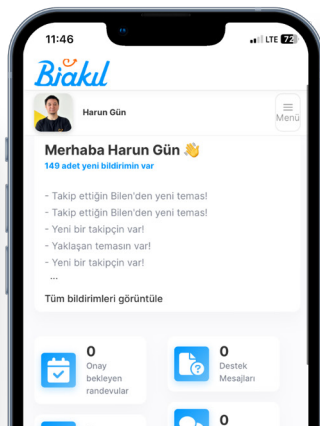 11:46
LTE 72
Biakıl
Harun Gün
Menü
Merhaba Harun Gün 👋
149 adet yeni bildirimin var
- Takip ettiğin Bilen'den yeni temas!
- Takip ettiğin Bilen'den yeni temas!
- Yeni bir takipçin var!
- Yaklaşan temasın var!
- Yeni bir takipçin var!
...
Tüm bildirimleri görüntüle
0
Onay
bekleyen
randevular
0
Destek
Mesajları
0